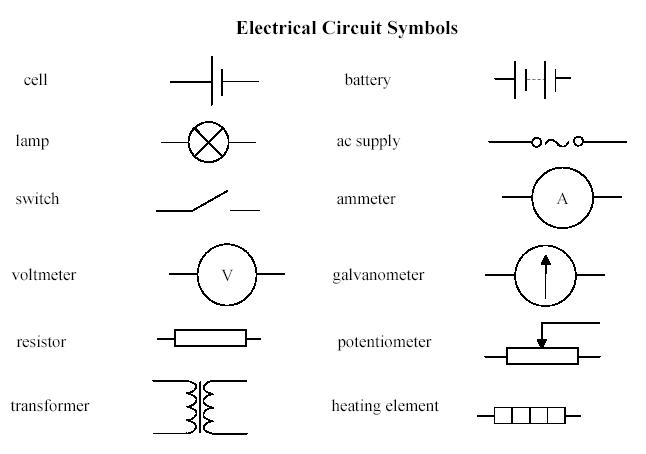 Electrical Circuit Symbols
cell battery
lamp ac supply
switch ammeter
A
voltmeter V galvanometer
resistor potentiometer
transformer heating element